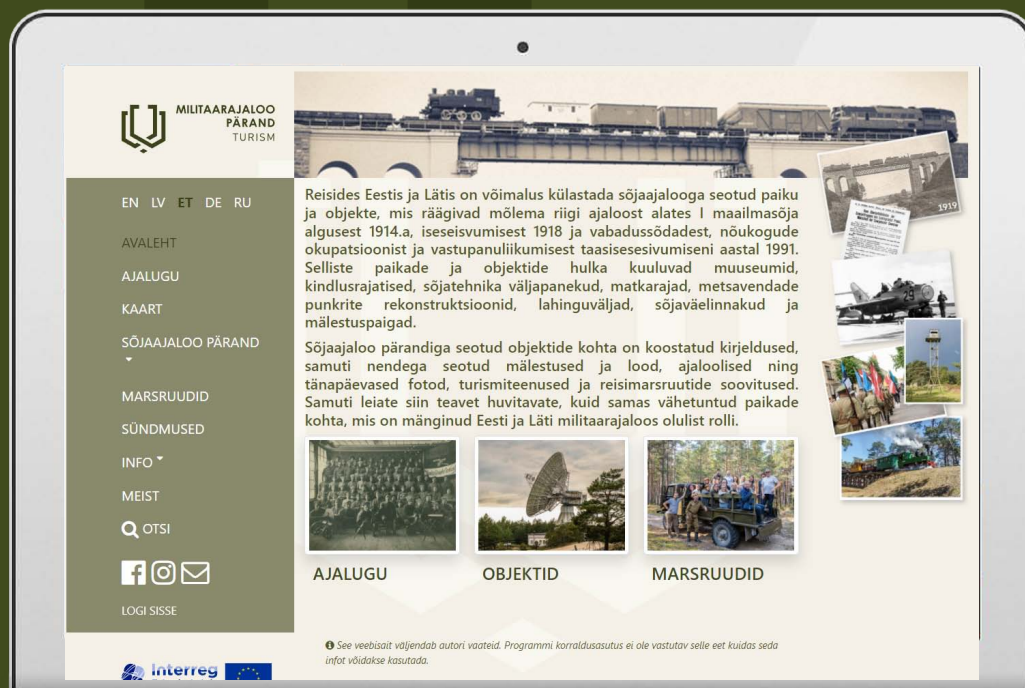 MILITAARAJALOO
PÄRAND
TURISM
EN LV ET DE RU
AVALEHT
AJALUGU
KAART
SÕJAAJALOO PÄRAND
MARSRUUDID
SÜNDMUSED
INFO
MEIST
OTSI
LOGI SISSE
Interreg
1919
Reisides Eestis ja Lätis on võimalus külastada sõjaajalooga seotud paiku
ja objekte, mis räägivad mõlema riigi ajaloost alates I maailmasõja
algusest 1914.a, iseseisvumisest 1918 ja vabadussõdadest, nõukogude
okupatsioonist ja vastupanuliikumisest taasisesesivumiseni aastal 1991.
Selliste paikade ja objektide hulka kuuluvad muuseumid,
kindlusrajatised, sõjatehnika väljapanekud, matkarajad, metsavendade
punkrite rekonstruktsioonid, lahinguväljad, sõjaväelinnakud ja
mälestuspaigad.
Sõjaajaloo pärandiga seotud objektide kohta on koostatud kirjeldused,
samuti nendega seotud mälestused ja lood, ajaloolised ning
tänapäevased fotod, turismiteenused ja reisimarsruutide soovitused.
Samuti leiate siin teavet huvitavate, kuid samas vähetuntud paikade
kohta, mis on mänginud Eesti ja Läti militaarajaloos olulist rolli.
AJALUGU OBJEKTID MARSRUUDID
See veebisait väljendab autori vaateid. Programmi korraldusasutus ei ole vastutav selle eet kuidas seda
infot võidakse kasutada.